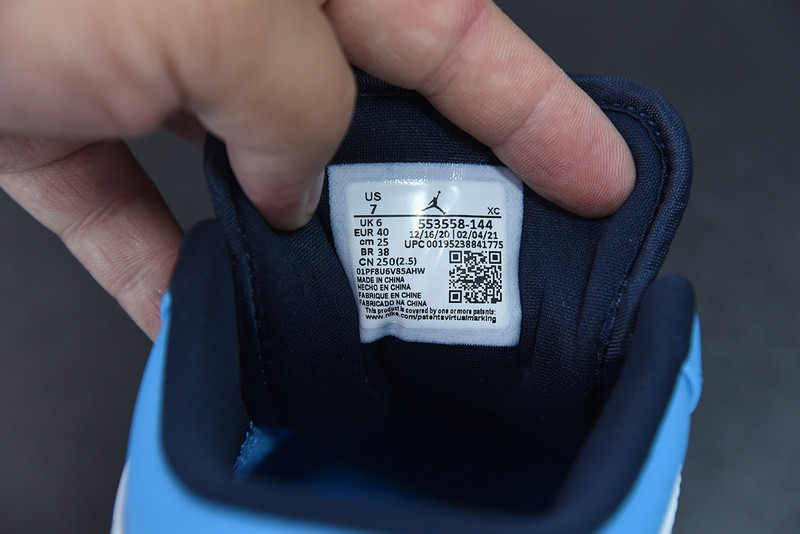 US
7
XC
UK 6
EUR 40
cm 25
BR 38
CN 250(2.5)
553558-144
12/16/20 02/04/21
UPC 00195238841775
01PF8U6V85AHW
MADE IN CHINA
HECHO EN CHINA
FABRIQUE EN CHINE
FABRICADO NA CHINA
This product is covered by one or more patents:
www.nike.com/patentsvirtualmarking